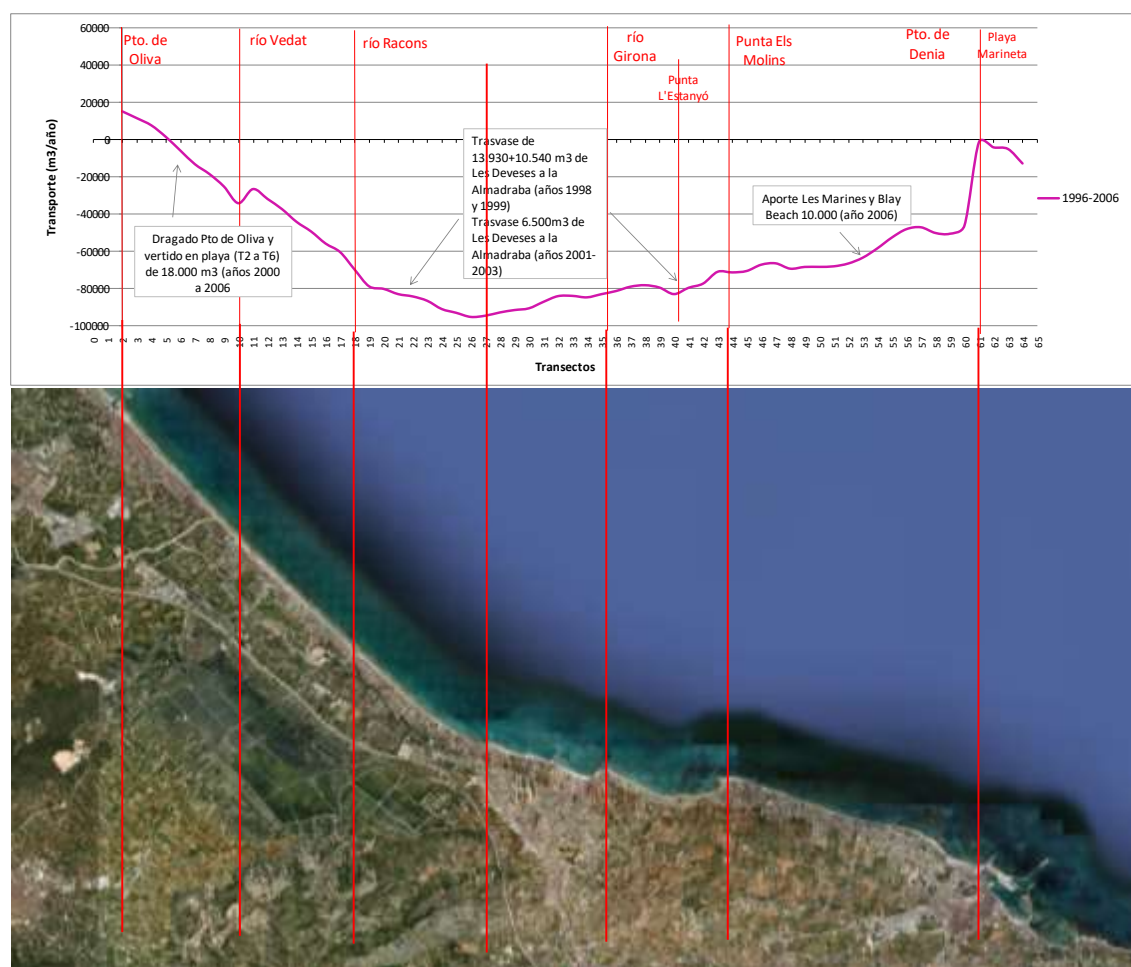 60000
40000
20000
0
-20000
-40000
-60000
-80000
-100000
Transporte (m3/año)
Pto. de
Oliva
río Vedat
río Racons
río
Girona
Punta
L'Estanyó
Punta Els
Molins
Pto. de
Denia
Playa
Marineta
Dragado Pto de Oliva y
vertido en playa (T2 a T6)
de 18.000 m3 (años 2000
a 2006)
Trasvase de
13.930+10.540 m3 de
Les Deveses a la
Almadraba (años 1998
y 1999)
Trasvase 6.500m3 de
Les Deveses a la
Almadraba (años 2001-
2003)
Aporte Les Marines y Blay
Beach 10.000 (año 2006)
1996-2006
0 1 2 3 4 5 6 7 8 9 10 11 12 13 14 15 16 17 18 19 20 21 22 23 24 25 26 27 28 29 30 31 32 33 34 35 36 37 38 39 40 41 42 43 44 45 46 47 48 49 50 51 52 53 54 55 56 57 58 59 60 61 62 63 64 65
Transectos